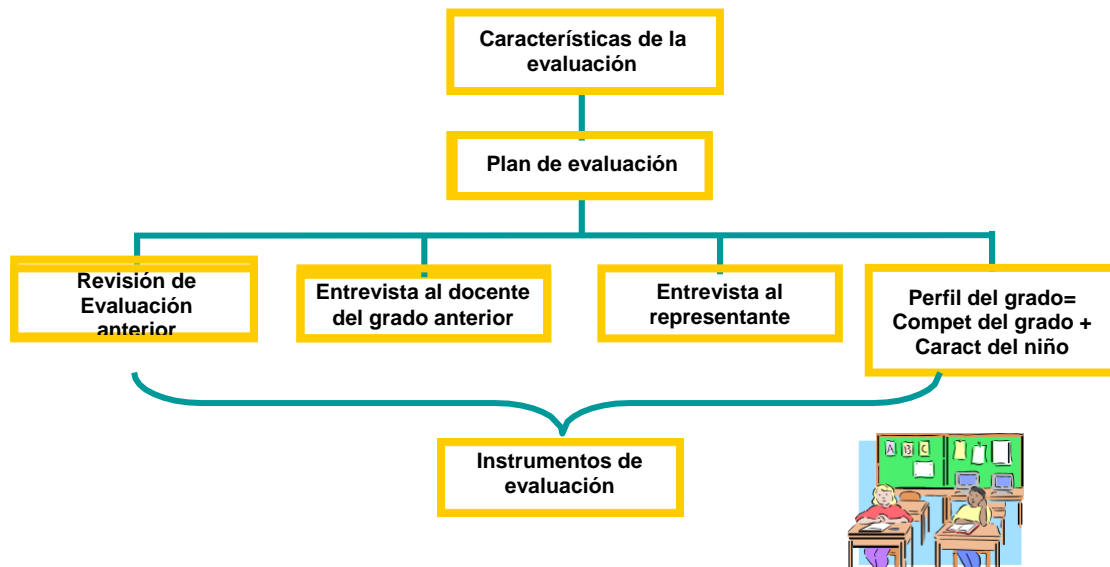 Características de la
evaluación
Plan de evaluación
Revisión de
Evaluación
anterior
Entrevista al docente
del grado anterior
Entrevista al
representante
Perfil del grado=
Compet del grado +
Caract del niño
Instrumentos de
evaluación
A B C